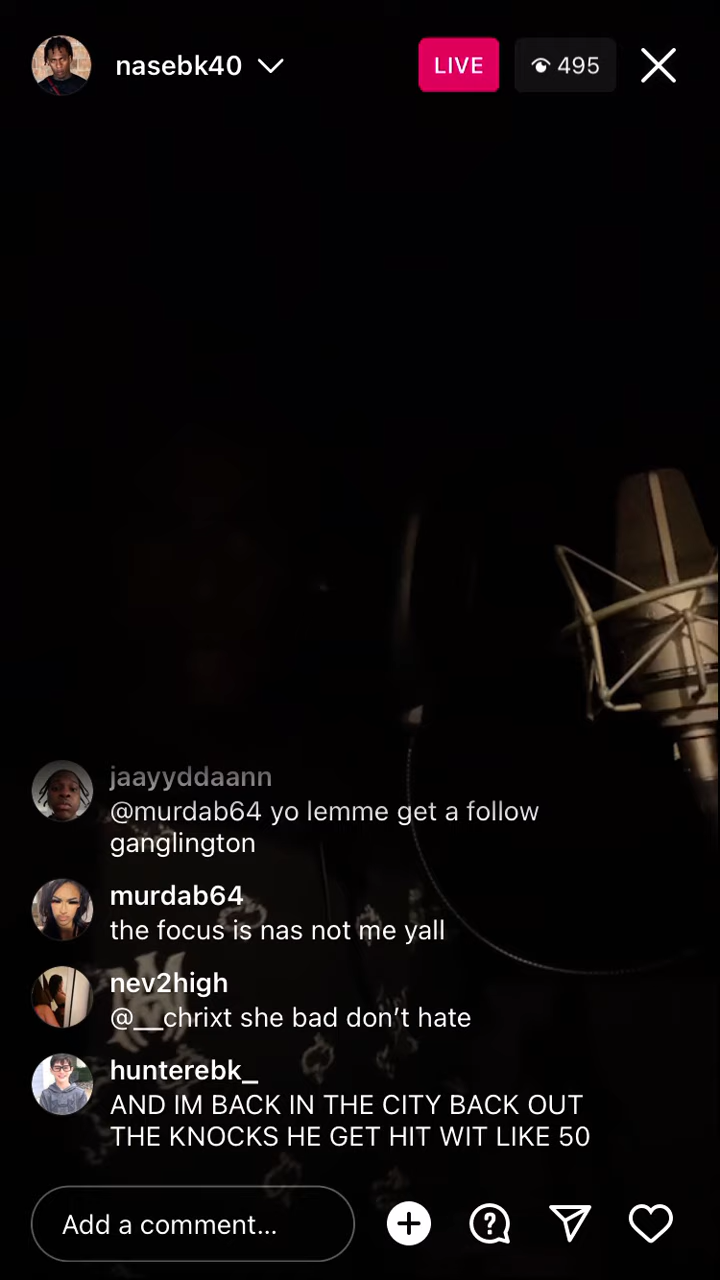 nasebk40
LIVE
495
jaayyddaann
@murdab64 yo lemme get a follow
ganglington
murdab64
the focus is nas not me yall
nev2high
@__chrixt she bad don’t hate
hunterebk_
AND IM BACK IN THE CITY BACK OUT
THE KNOCKS HE GET HIT WIT LIKE 50
Add a comment...